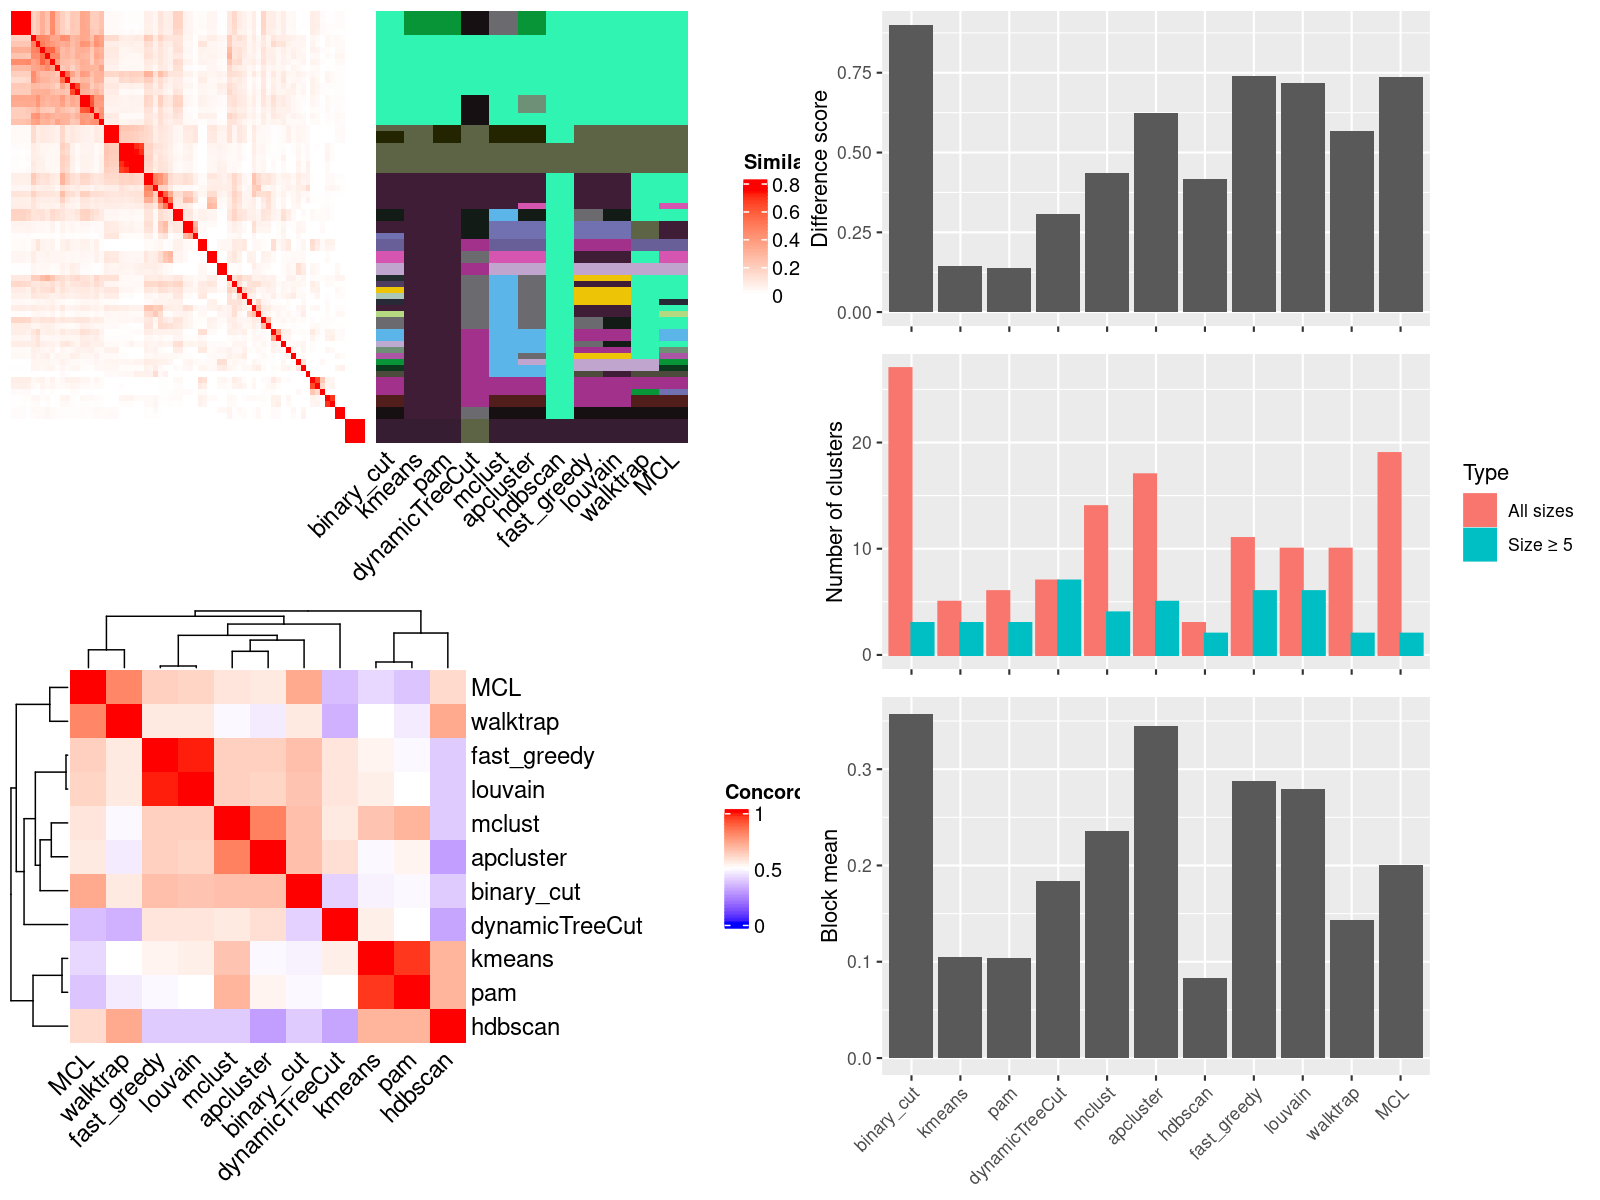 Simila
0.8
0.6
0.4
0.2
0
binary_cut
kmeans
pam
dynamicTreeCut
mclust
apcluster
hdbscan
fast_greedy
louvain
walktrap
MCL
Difference score
0.75
0.50
0.25
0.00
Number of clusters
20
10
0
Type
All sizes
Size ≥ 5
MCL
walktrap
fast_greedy
louvain
mclust
apcluster
binary_cut
dynamicTreeCut
kmeans
pam
hdbscan
MCL
walktrap
fast_greedy
louvain
mclust
apcluster
binary_cut
dynamicTreeCut
kmeans
pam
hdbscan
Concord
1
0.5
0
Block mean
0.3
0.2
0.1
0.0
binary_cut
kmeans
pam
dynamicTreeCut
mclust
apcluster
hdbscan
fast_greedy
louvain
walktrap
MCL